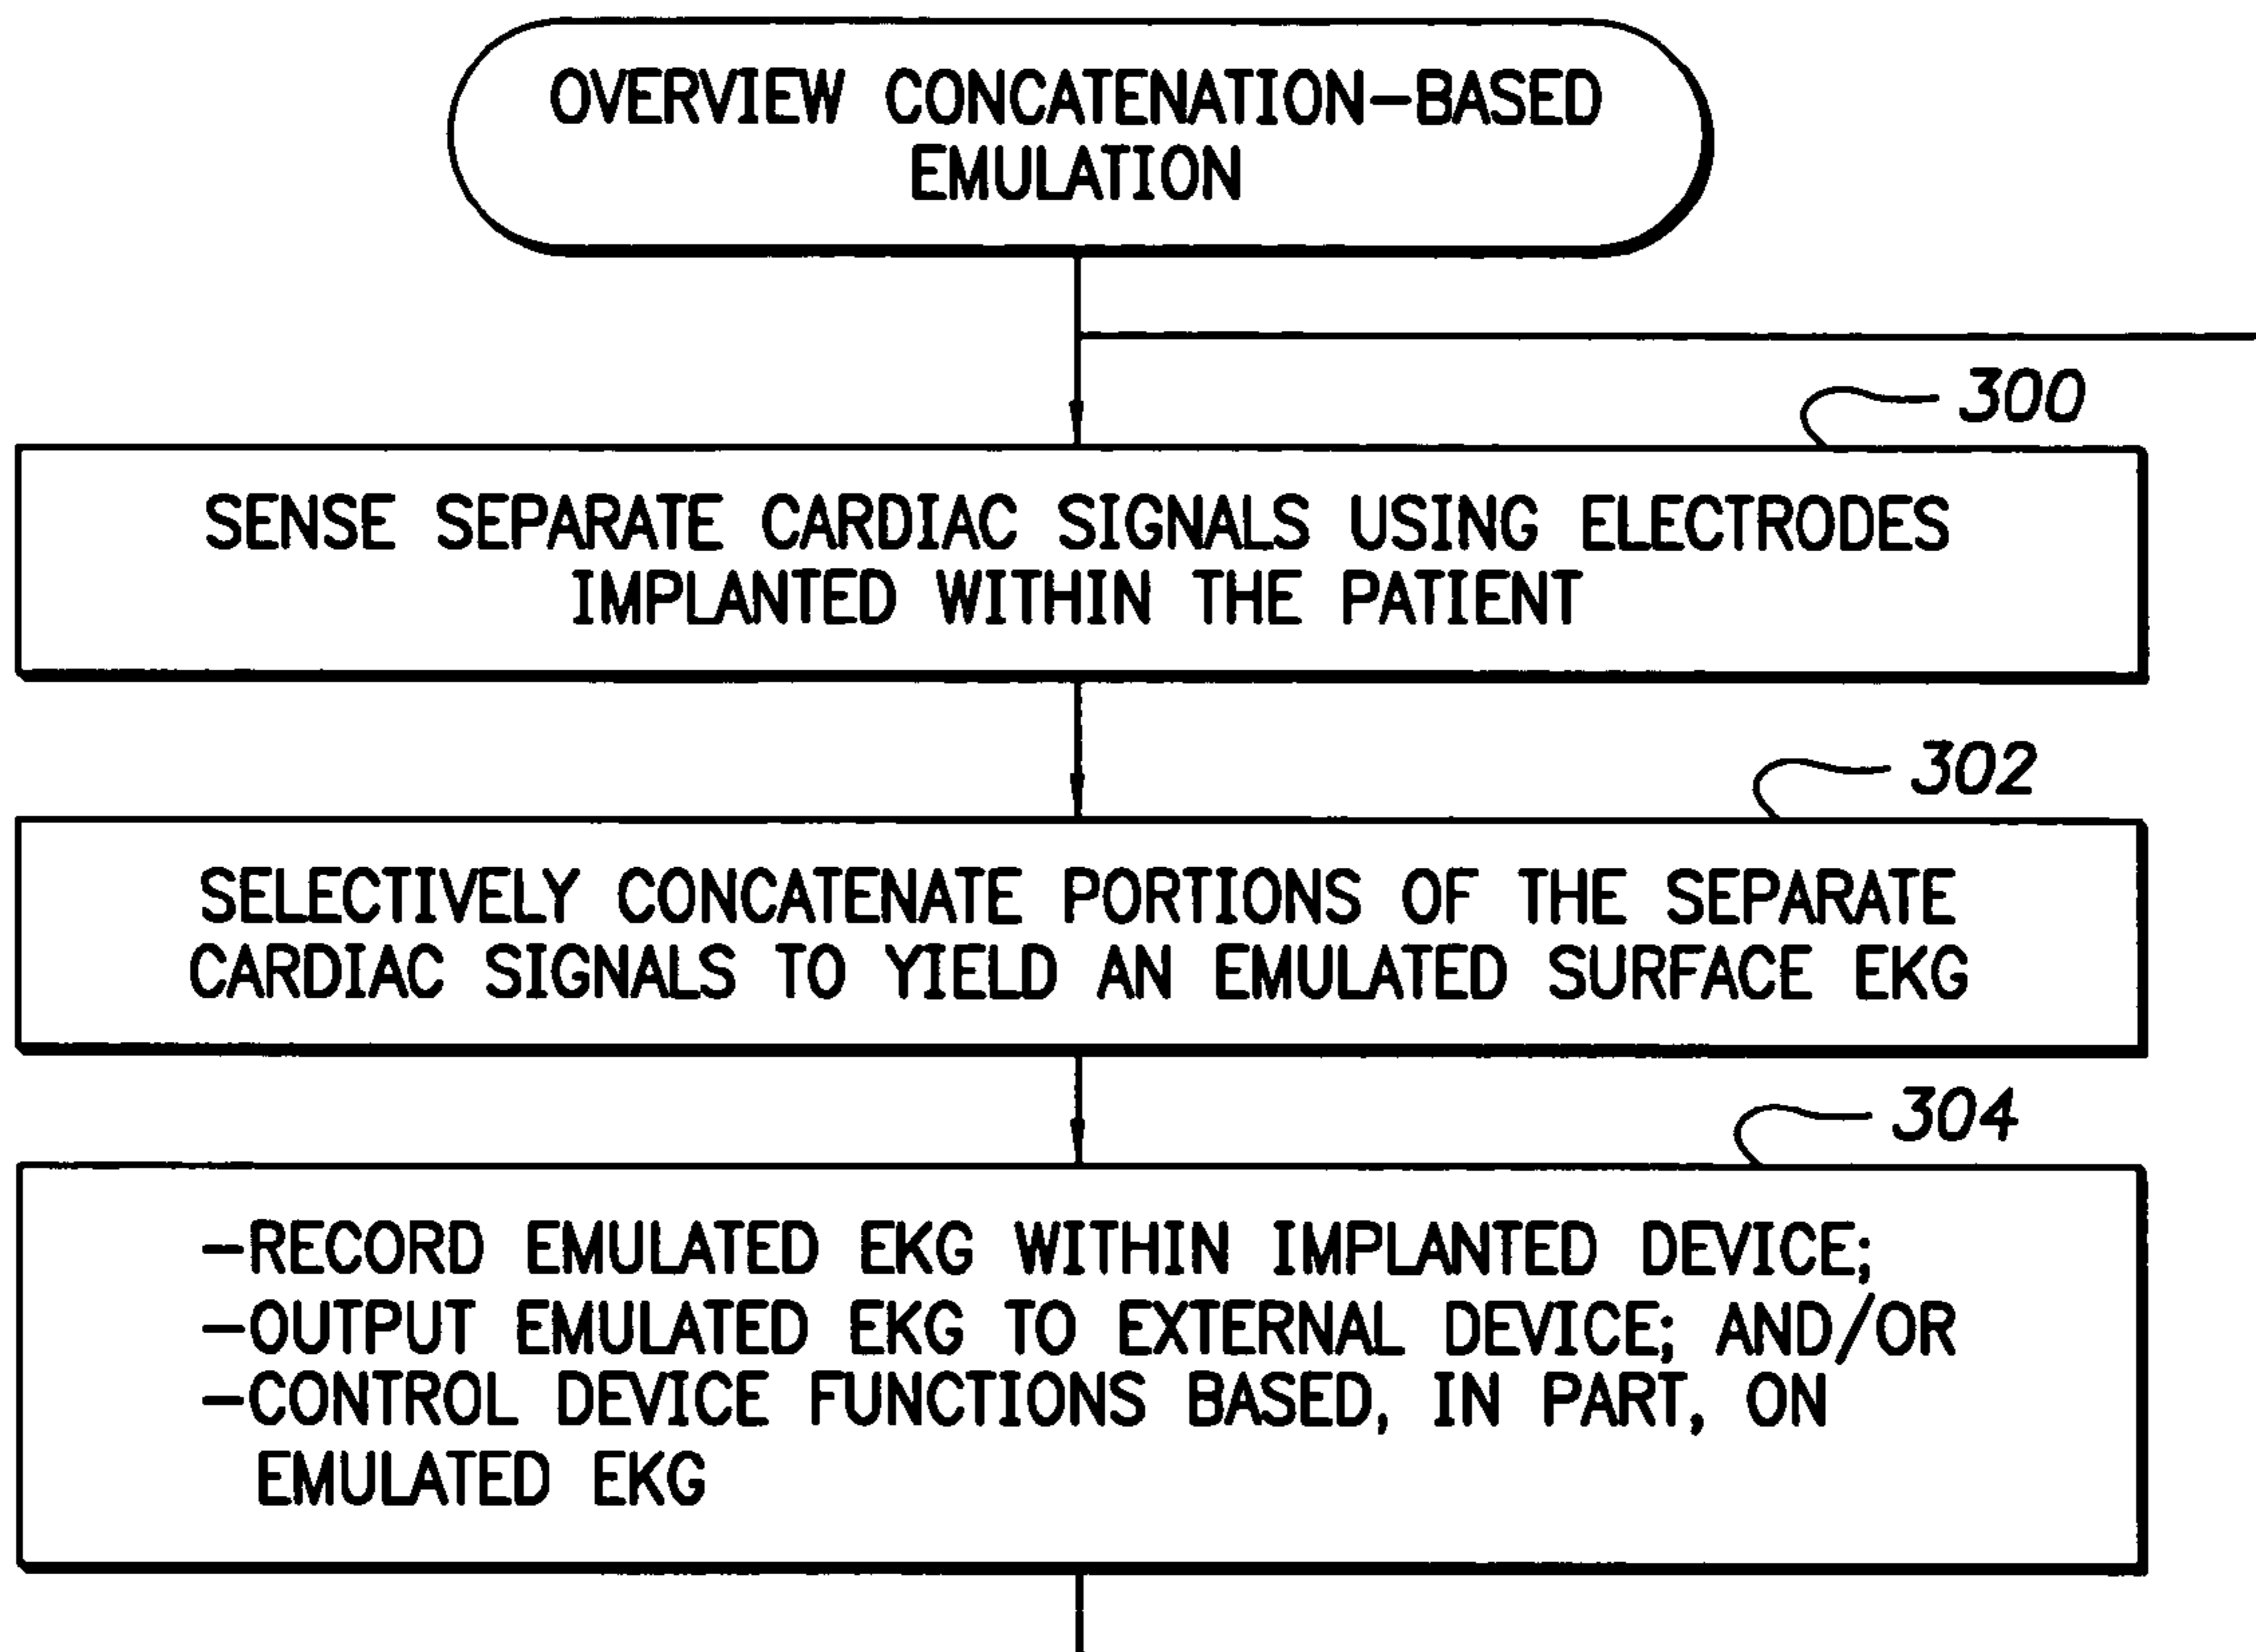 OVERVIEW CONCATENATION-BASED
EMULATION
300
SENSE SEPARATE CARDIAC SIGNALS USING ELECTRODES
IMPLANTED WITHIN THE PATIENT
302
SELECTIVELY CONCATENATE PORTIONS OF THE SEPARATE
CARDIAC SIGNALS TO YIELD AN EMULATED SURFACE EKG
304
-RECORD EMULATED EKG WITHIN IMPLANTED DEVICE;
-OUTPUT EMULATED EKG TO EXTERNAL DEVICE; AND/OR
-CONTROL DEVICE FUNCTIONS BASED, IN PART, ON
EMULATED EKG